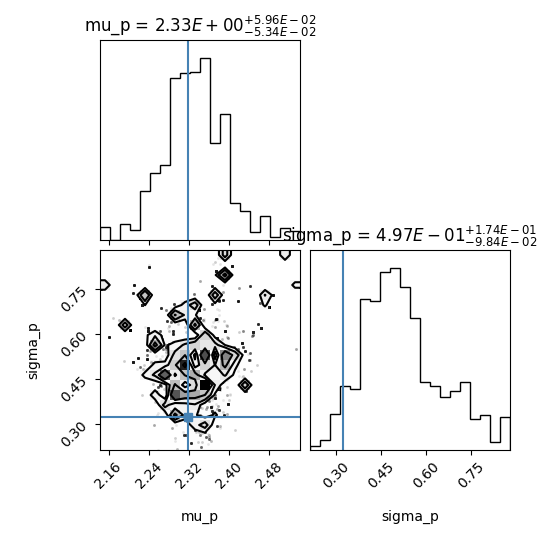 mu_p = 2.33E+00+5.96E-02 -5.34E-02
sigma_p = 4.97E-01+1.74E-01 -9.84E-02
sigma_p
0.75
0.60
0.45
0.30
2.16 2.24 2.32 2.40 2.48
0.30 0.45 0.60 0.75
mu_p
sigma_p